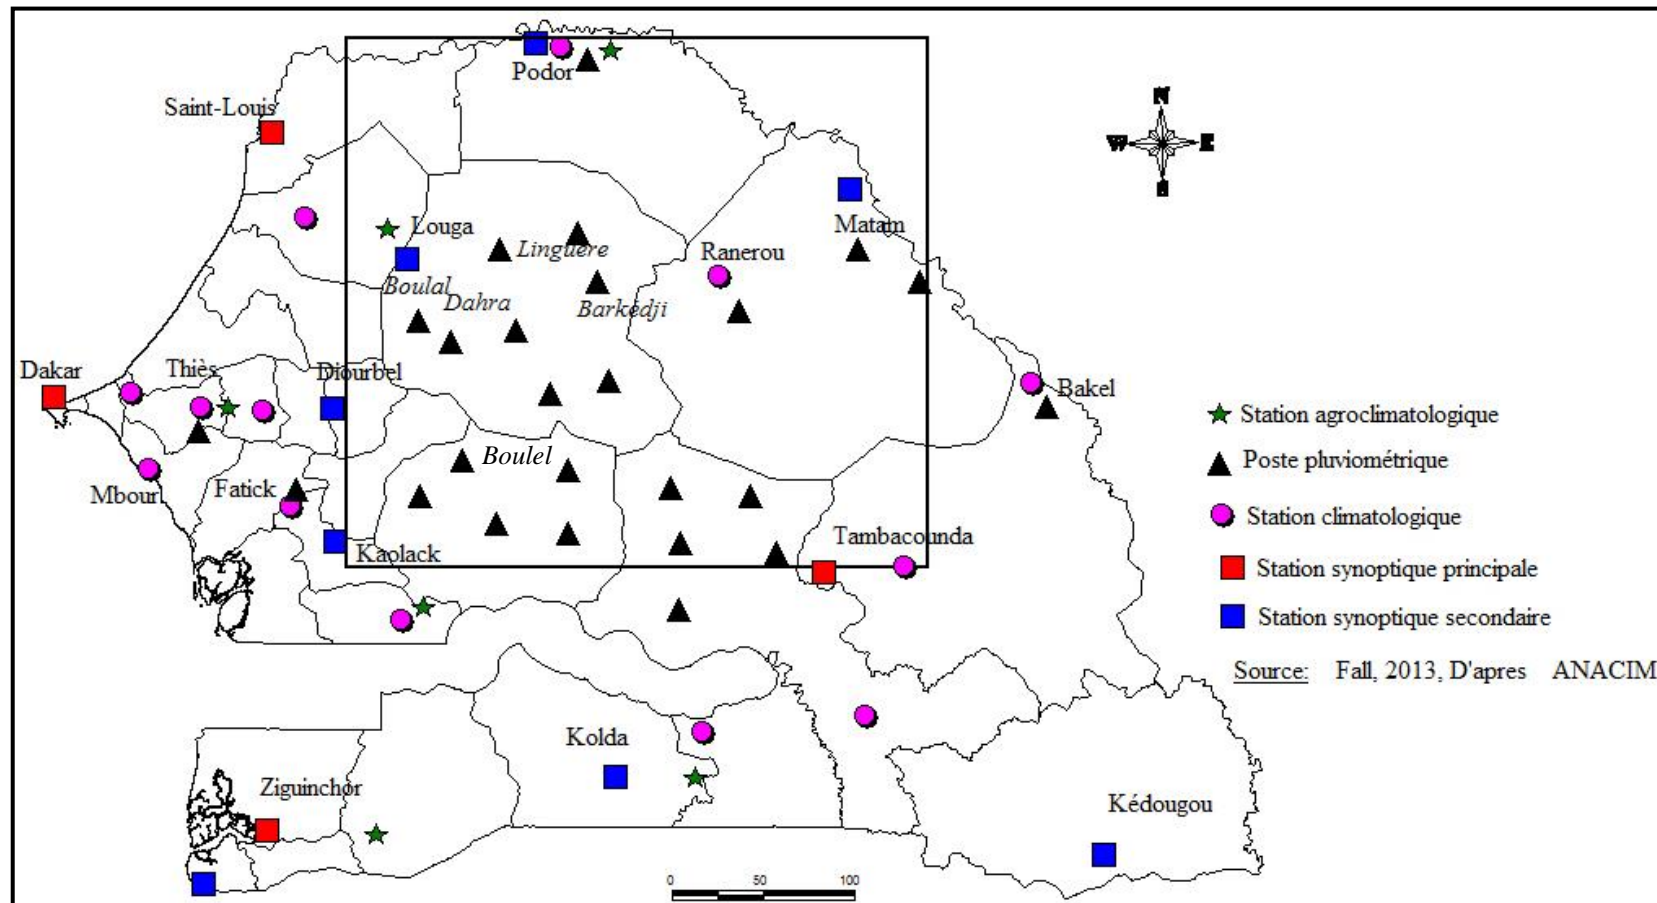 Podor
Saint-Louis
N
W E
S
Louga
Linguere
Matam
Ranerou
Boulal
Dahra
Barkedji
Dakar
Thiès
Diourbel
Bakel
Station agroclimatologique
Boulel
Poste pluviométrique
Mbour
Fatick
Station climatologique
Kaolack
Tambacounda
Station synoptique principale
Station synoptique secondaire
Source: Fall, 2013, D'apres ANACIM
Kolda
Ziguinchor
Kédougou
0 50 100